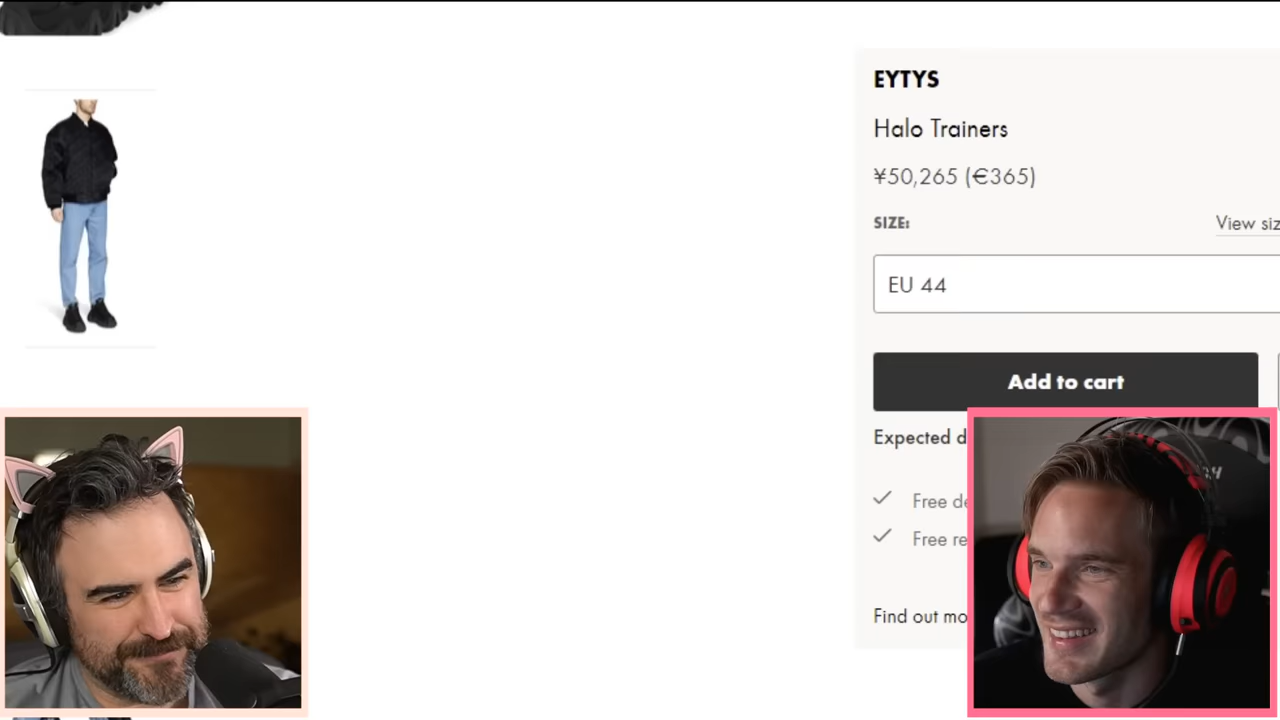 EYTYS
Halo Trainers
¥50,265 (€365)
SIZE:
View siz
EU 44
Add to cart
Expected d
Free de
Free re
Find out mo